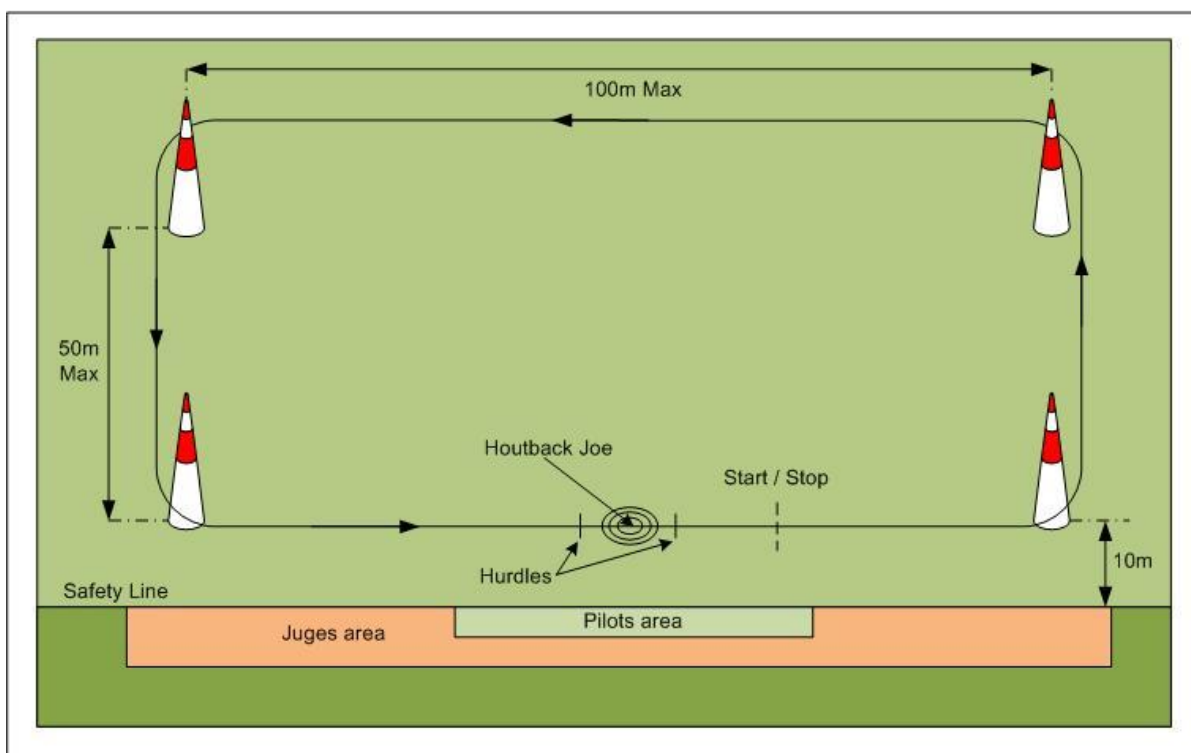 100m Max
50m
Max
Houtback Joe
Start / Stop
Hurdles
10m
Safety Line
Pilots area
Juges area